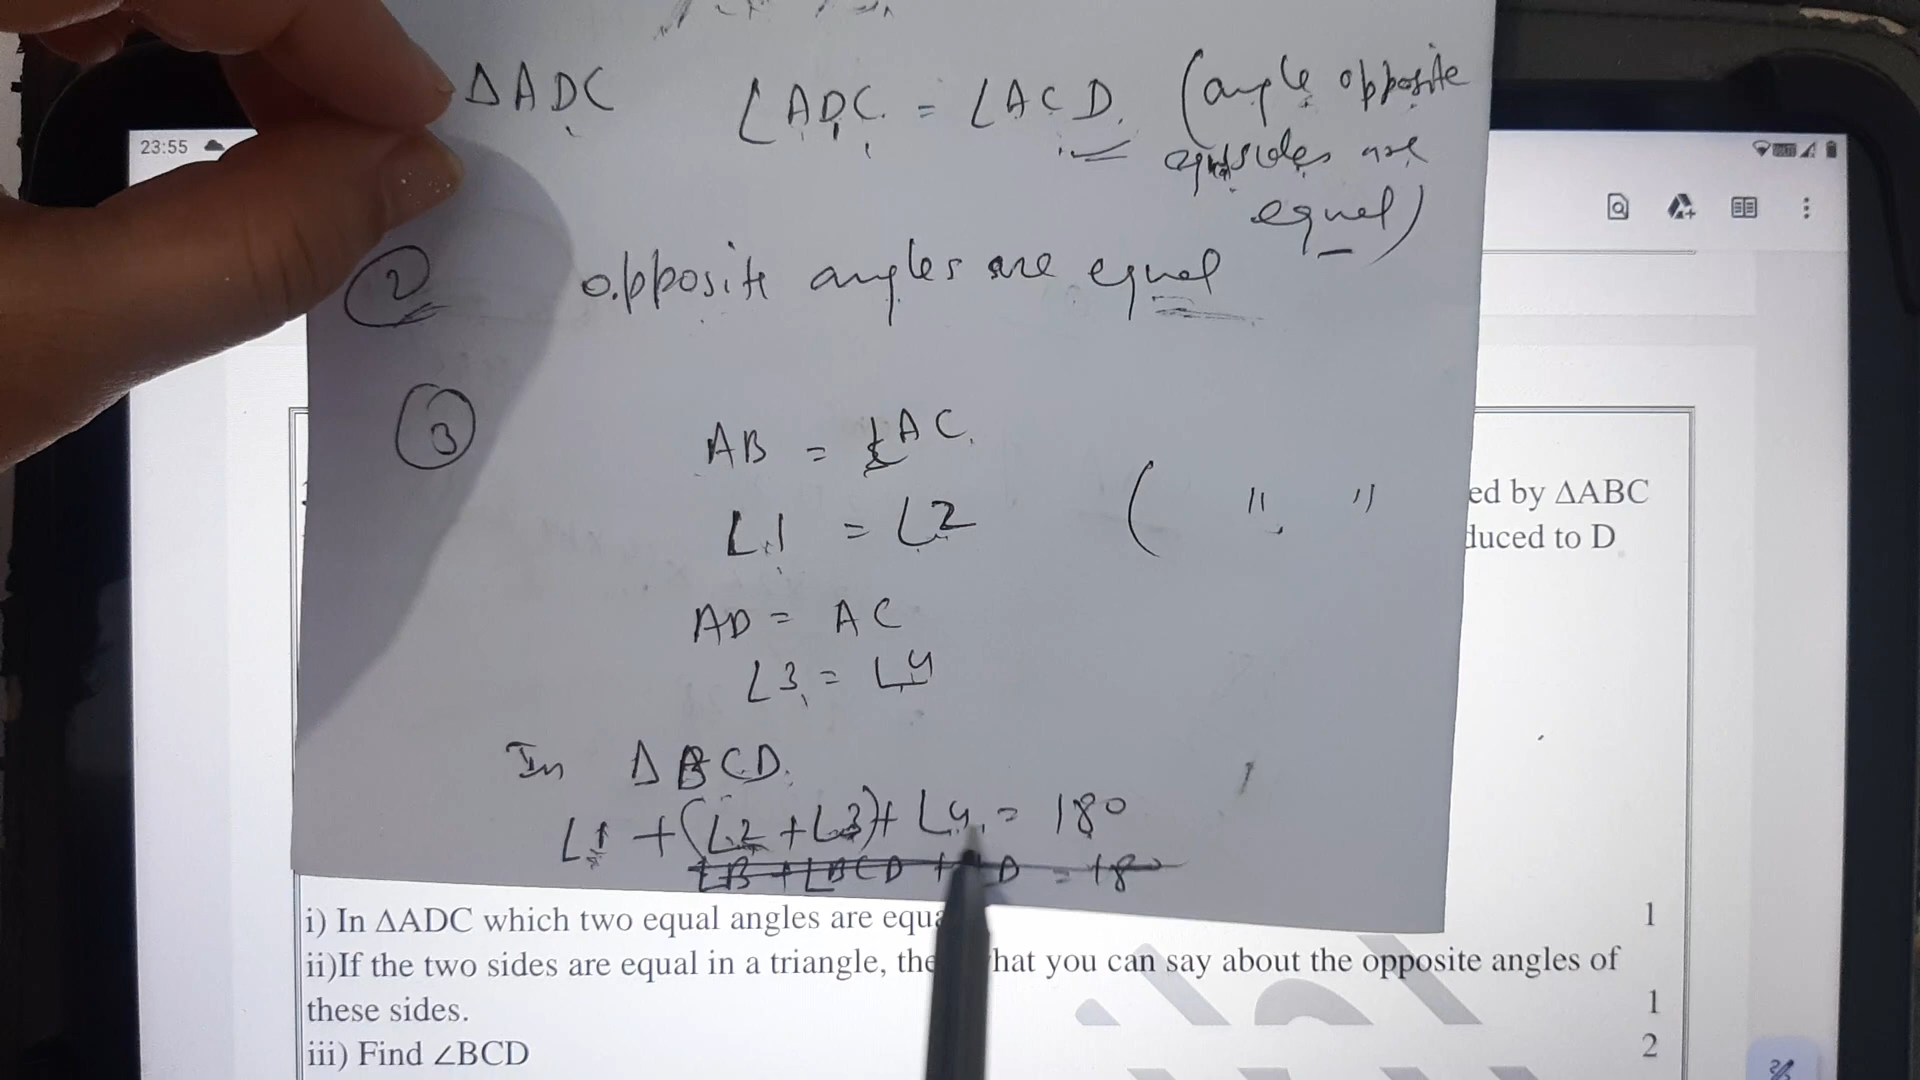 ΔADC ∠ADC = ∠ACD. (angle opposite
sides are
equal)
23:55
② opposite angles are equal
③
AB = AC.
∠1 = ∠2 ( " "
ed by ΔABC
duced to D
AD = AC
∠3 = ∠4
In ΔBCD.
∠1 + (∠2 + ∠3) + ∠4 = 180
i) In ΔADC which two equal angles are 1
ii)If the two sides are equal in a triangle, hat you can say about the opposite angles of
these sides. 1
iii) Find ∠BCD 2